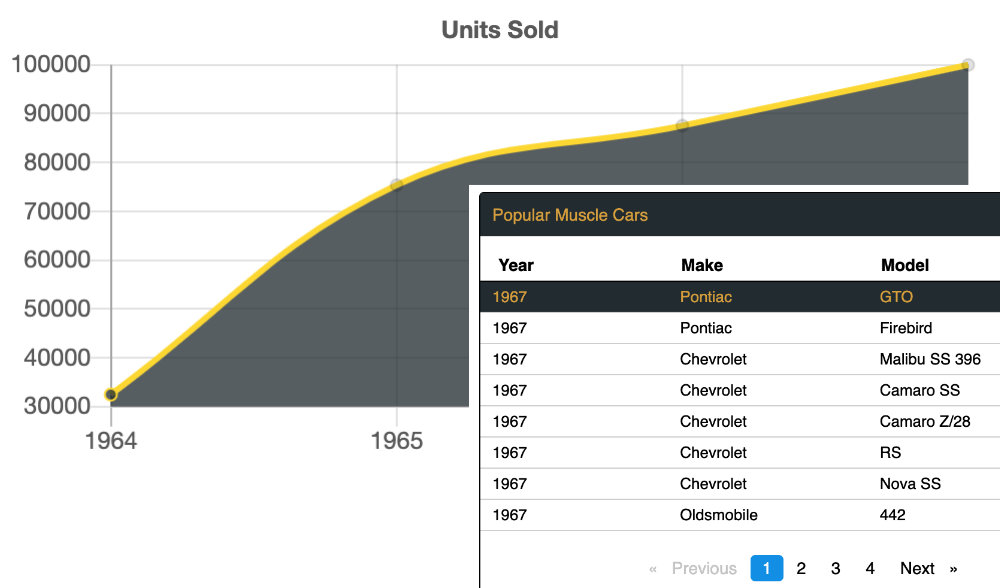 Units Sold
100000
90000
80000
70000
60000
50000
40000
30000
1964 1965
Popular Muscle Cars
Year Make Model
1967 Pontiac GTO
1967 Pontiac Firebird
1967 Chevrolet Malibu SS 396
1967 Chevrolet Camaro SS
1967 Chevrolet Camaro Z/28
1967 Chevrolet RS
1967 Chevrolet Nova SS
1967 Oldsmobile 442
« Previous 1 2 3 4 Next »